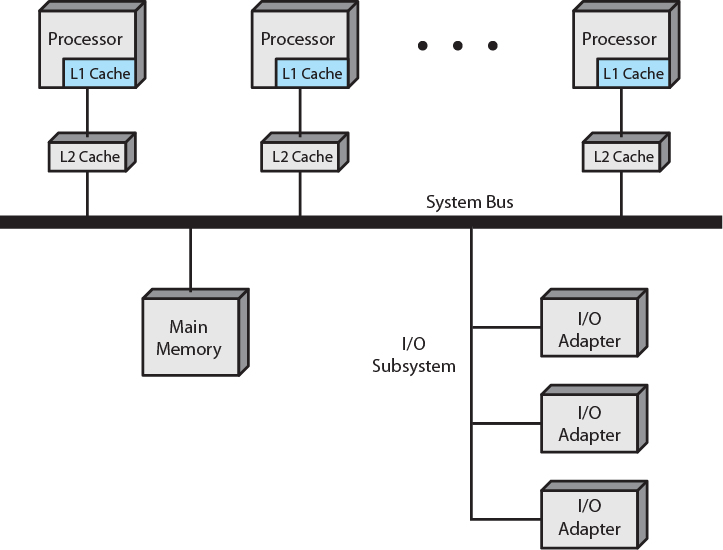 Processor
L1 Cache
Processor
L1 Cache
Processor
L1 Cache
L2 Cache
L2 Cache
L2 Cache
System Bus
Main
Memory
I/O
Subsystem
I/O
Adapter
I/O
Adapter
I/O
Adapter